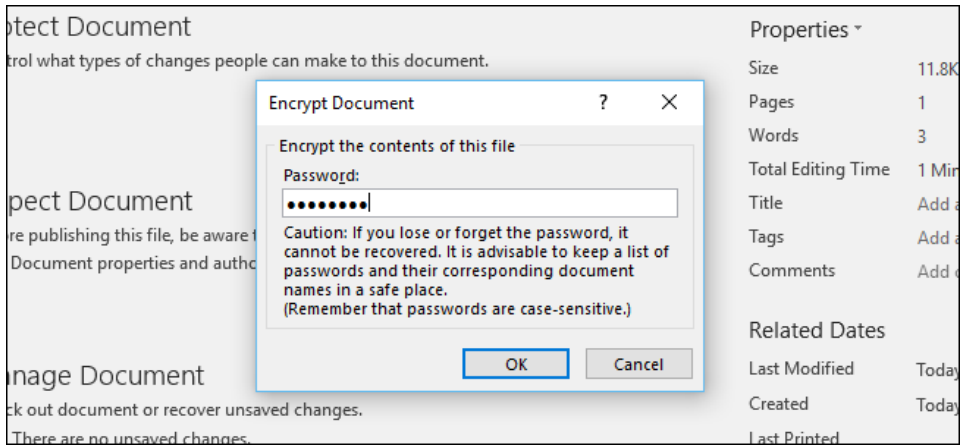 otect Document
trol what types of changes people can make to this document.
pect Document
re publishing this file, be aware t
Document properties and autho
anage Document
ck out document or recover unsaved changes.
There are no unsaved changes.
Encrypt Document ?
Encrypt the contents of this file
Password:
••••••••
Caution: If you lose or forget the password, it
cannot be recovered. It is advisable to keep a list of
passwords and their corresponding document
names in a safe place.
(Remember that passwords are case-sensitive.)
OK Cancel
Properties
Size 11.8K
Pages 1
Words 3
Total Editing Time 1 Min
Title Add a
Tags Add a
Comments Add c
Related Dates
Last Modified Today
Created Today
Last Printed